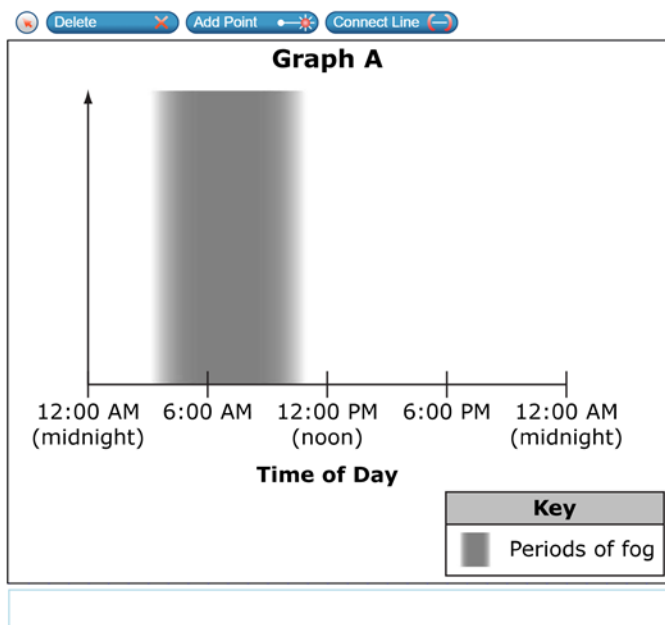 Delete Add Point Connect Line
Graph A
12:00 AM 6:00 AM 12:00 PM 6:00 PM 12:00 AM
(midnight) (noon) (midnight)
Time of Day
Key
Periods of fog